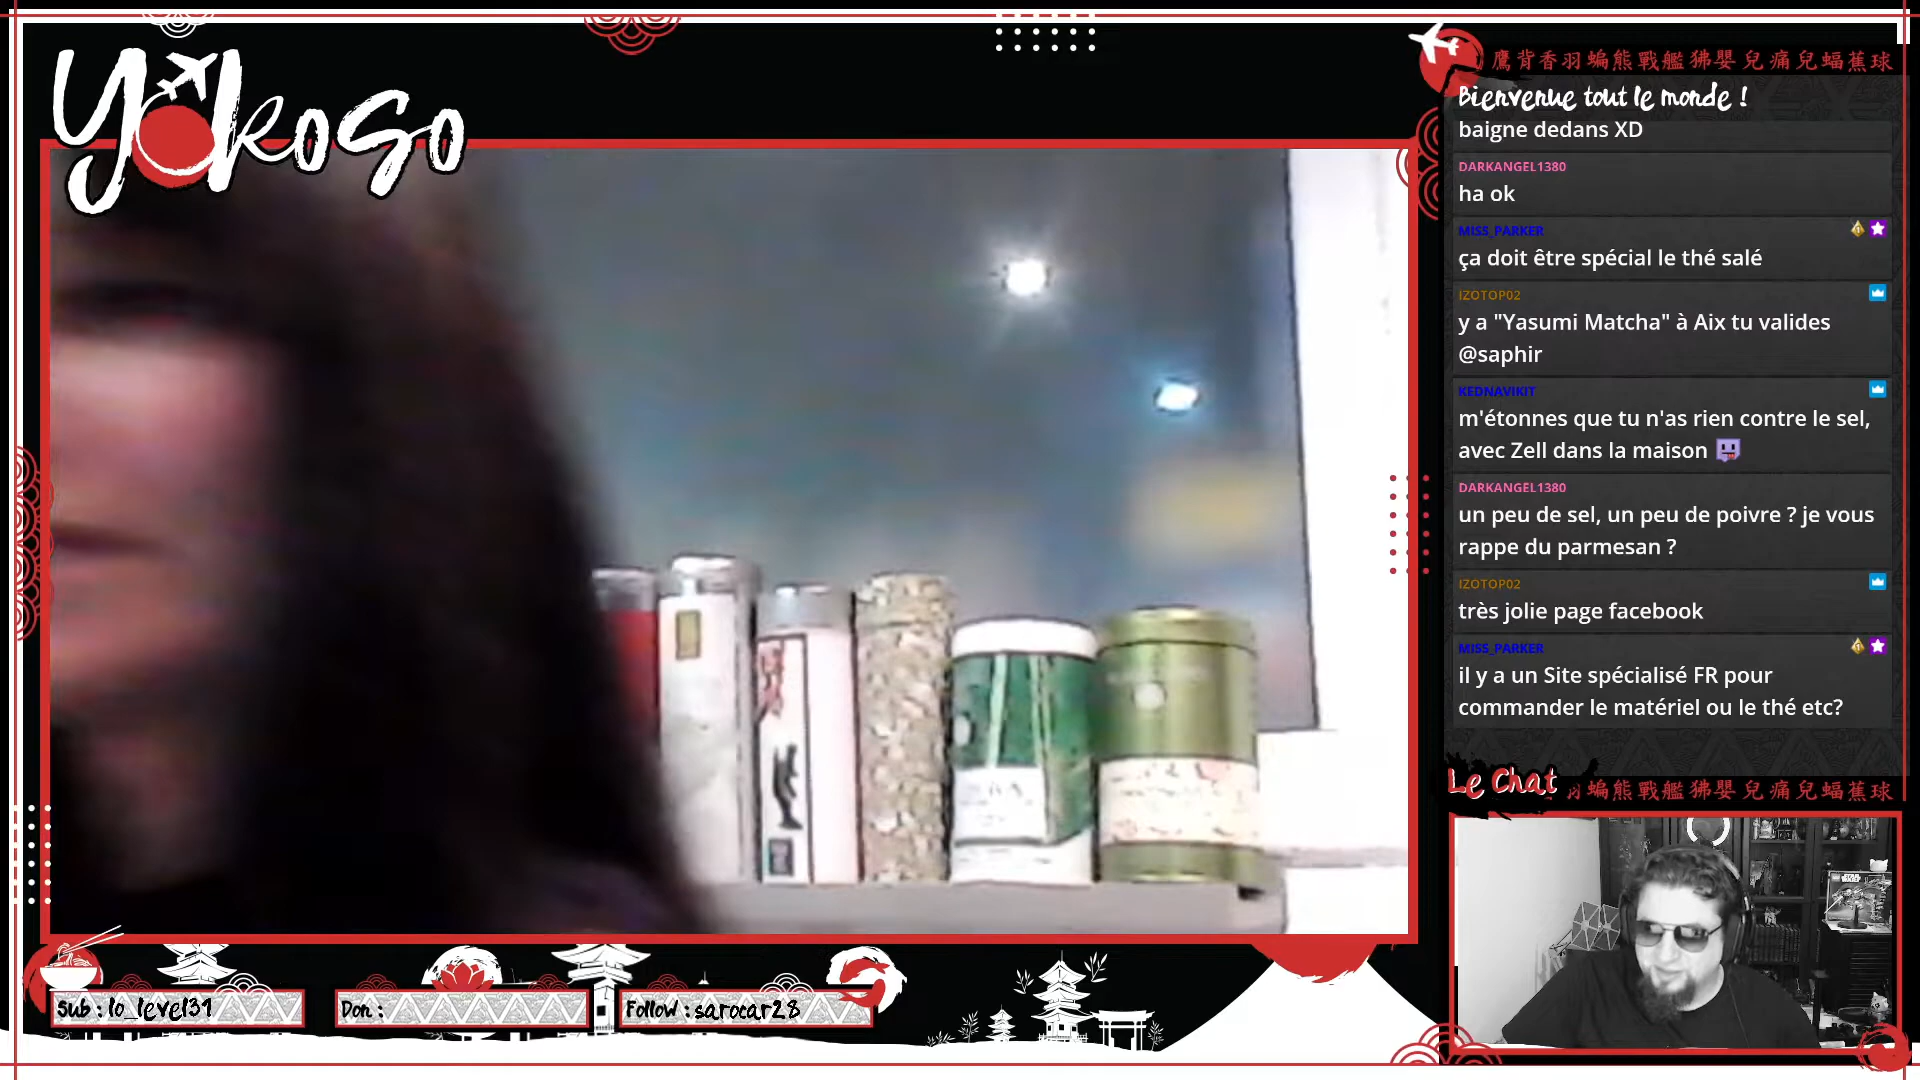 Yokoso
鷹背香羽蝙熊戰艦狒嬰兒痛兒蝠蕉球
Bienvenue tout le monde !
baigne dedans XD
DARKANGEL1380
ha ok
MISS_PARKER
ça doit être spécial le thé salé
IZOTOP02
y a "Yasumi Matcha" à Aix tu valides
@saphir
KEDNAVIKIT
m'étonnes que tu n'as rien contre le sel,
avec Zell dans la maison
DARKANGEL1380
un peu de sel, un peu de poivre ? je vous
rappe du parmesan ?
IZOTOP02
très jolie page facebook
MISS_PARKER
il y a un Site spécialisé FR pour
commander le matériel ou le thé etc?
Le Chat
羽蝙熊戰艦狒嬰兒痛兒蝠蕉球
Sub : lo_level31
Don :
Follow : sarocar28